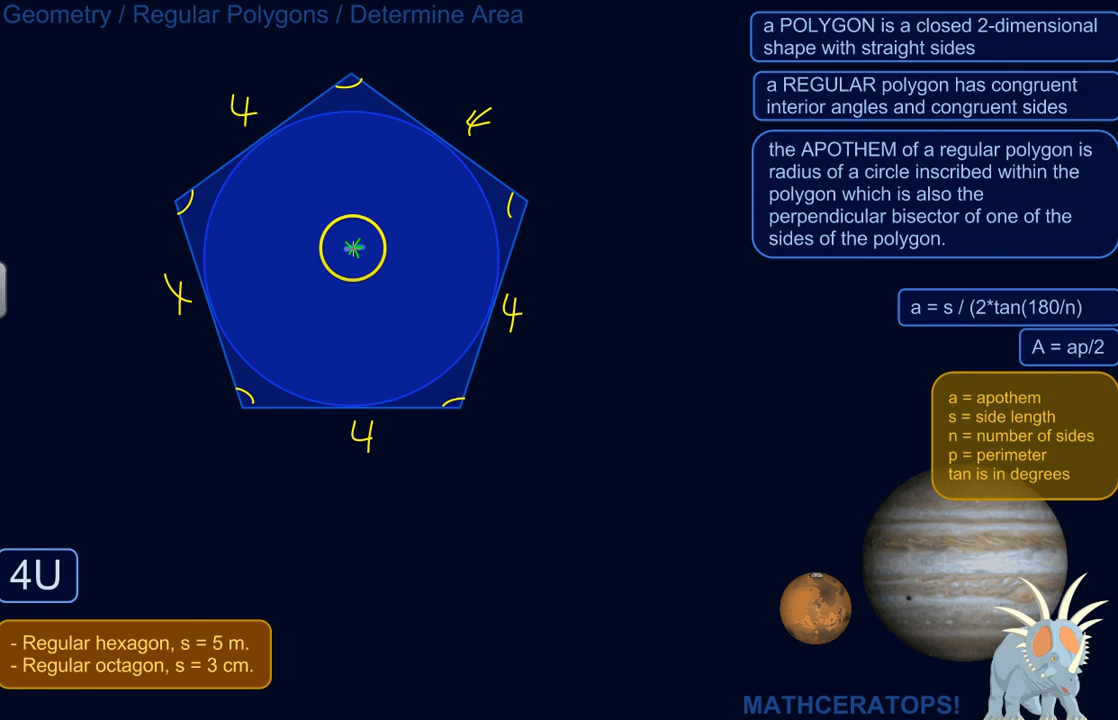 Geometry / Regular Polygons / Determine Area
a POLYGON is a closed 2-dimensional
shape with straight sides
a REGULAR polygon has congruent
interior angles and congruent sides
the APOTHEM of a regular polygon is
radius of a circle inscribed within the
polygon which is also the
perpendicular bisector of one of the
sides of the polygon.
4
4
4
a = s / (2*tan(180/n)
A = ap/2
a = apothem
s = side length
n = number of sides
p = perimeter
tan is in degrees
4U
- Regular hexagon, s = 5 m.
- Regular octagon, s = 3 cm.
MATHCERATOPS!